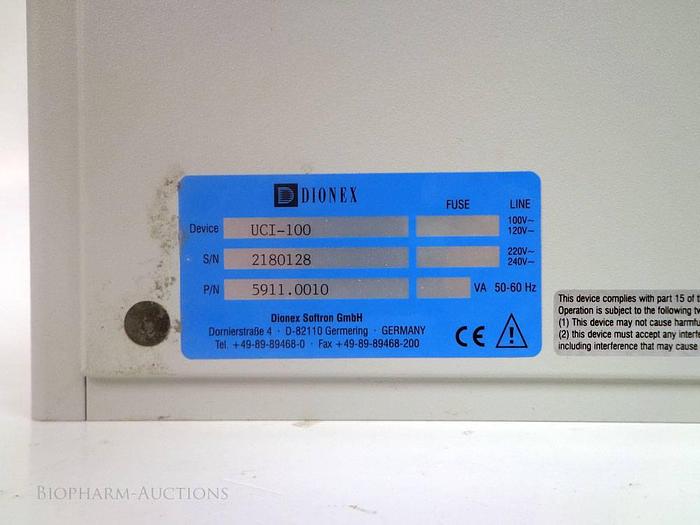 DIONEX
FUSE LINE
Device UCI-100 100V~
120V~
S/N 2180128 220V~
240V~
P/N 5911.0010 VA 50-60 Hz
Dionex Softron GmbH
Dornierstraße 4 · D-82110 Germering · GERMANY
Tel. +49-89-89468-0 · Fax +49-89-89468-200
CE
This device complies with part 15 of
Operation is subject to the following
(1) This device may not cause
(2) this device must accept any
including interference that may cause
BIOPHARM-AUCTIONS